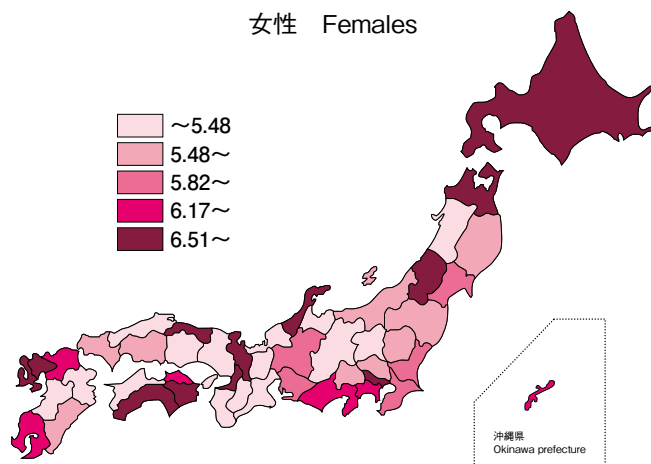 女性　Females
～5.48
5.48～
5.82～
6.17～
6.51～
沖縄県
Okinawa prefecture